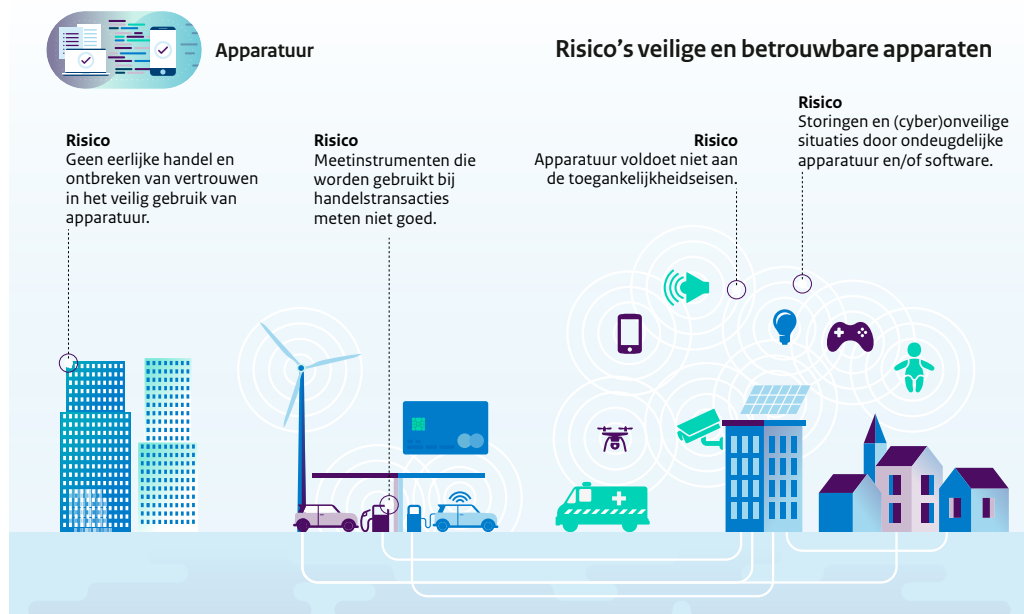 Apparatuur
Risico’s veilige en betrouwbare apparaten
Risico
Geen eerlijke handel en
ontbreken van vertrouwen
in het veilig gebruik van
apparatuur.
Risico
Meetinstrumenten die
worden gebruikt bij
handelstransacties
meten niet goed.
Risico
Apparatuur voldoet niet aan
de toegankelijkheidseisen.
Risico
Storingen en (cyber)onveilige
situaties door ondeugdelijke
apparatuur en/of software.